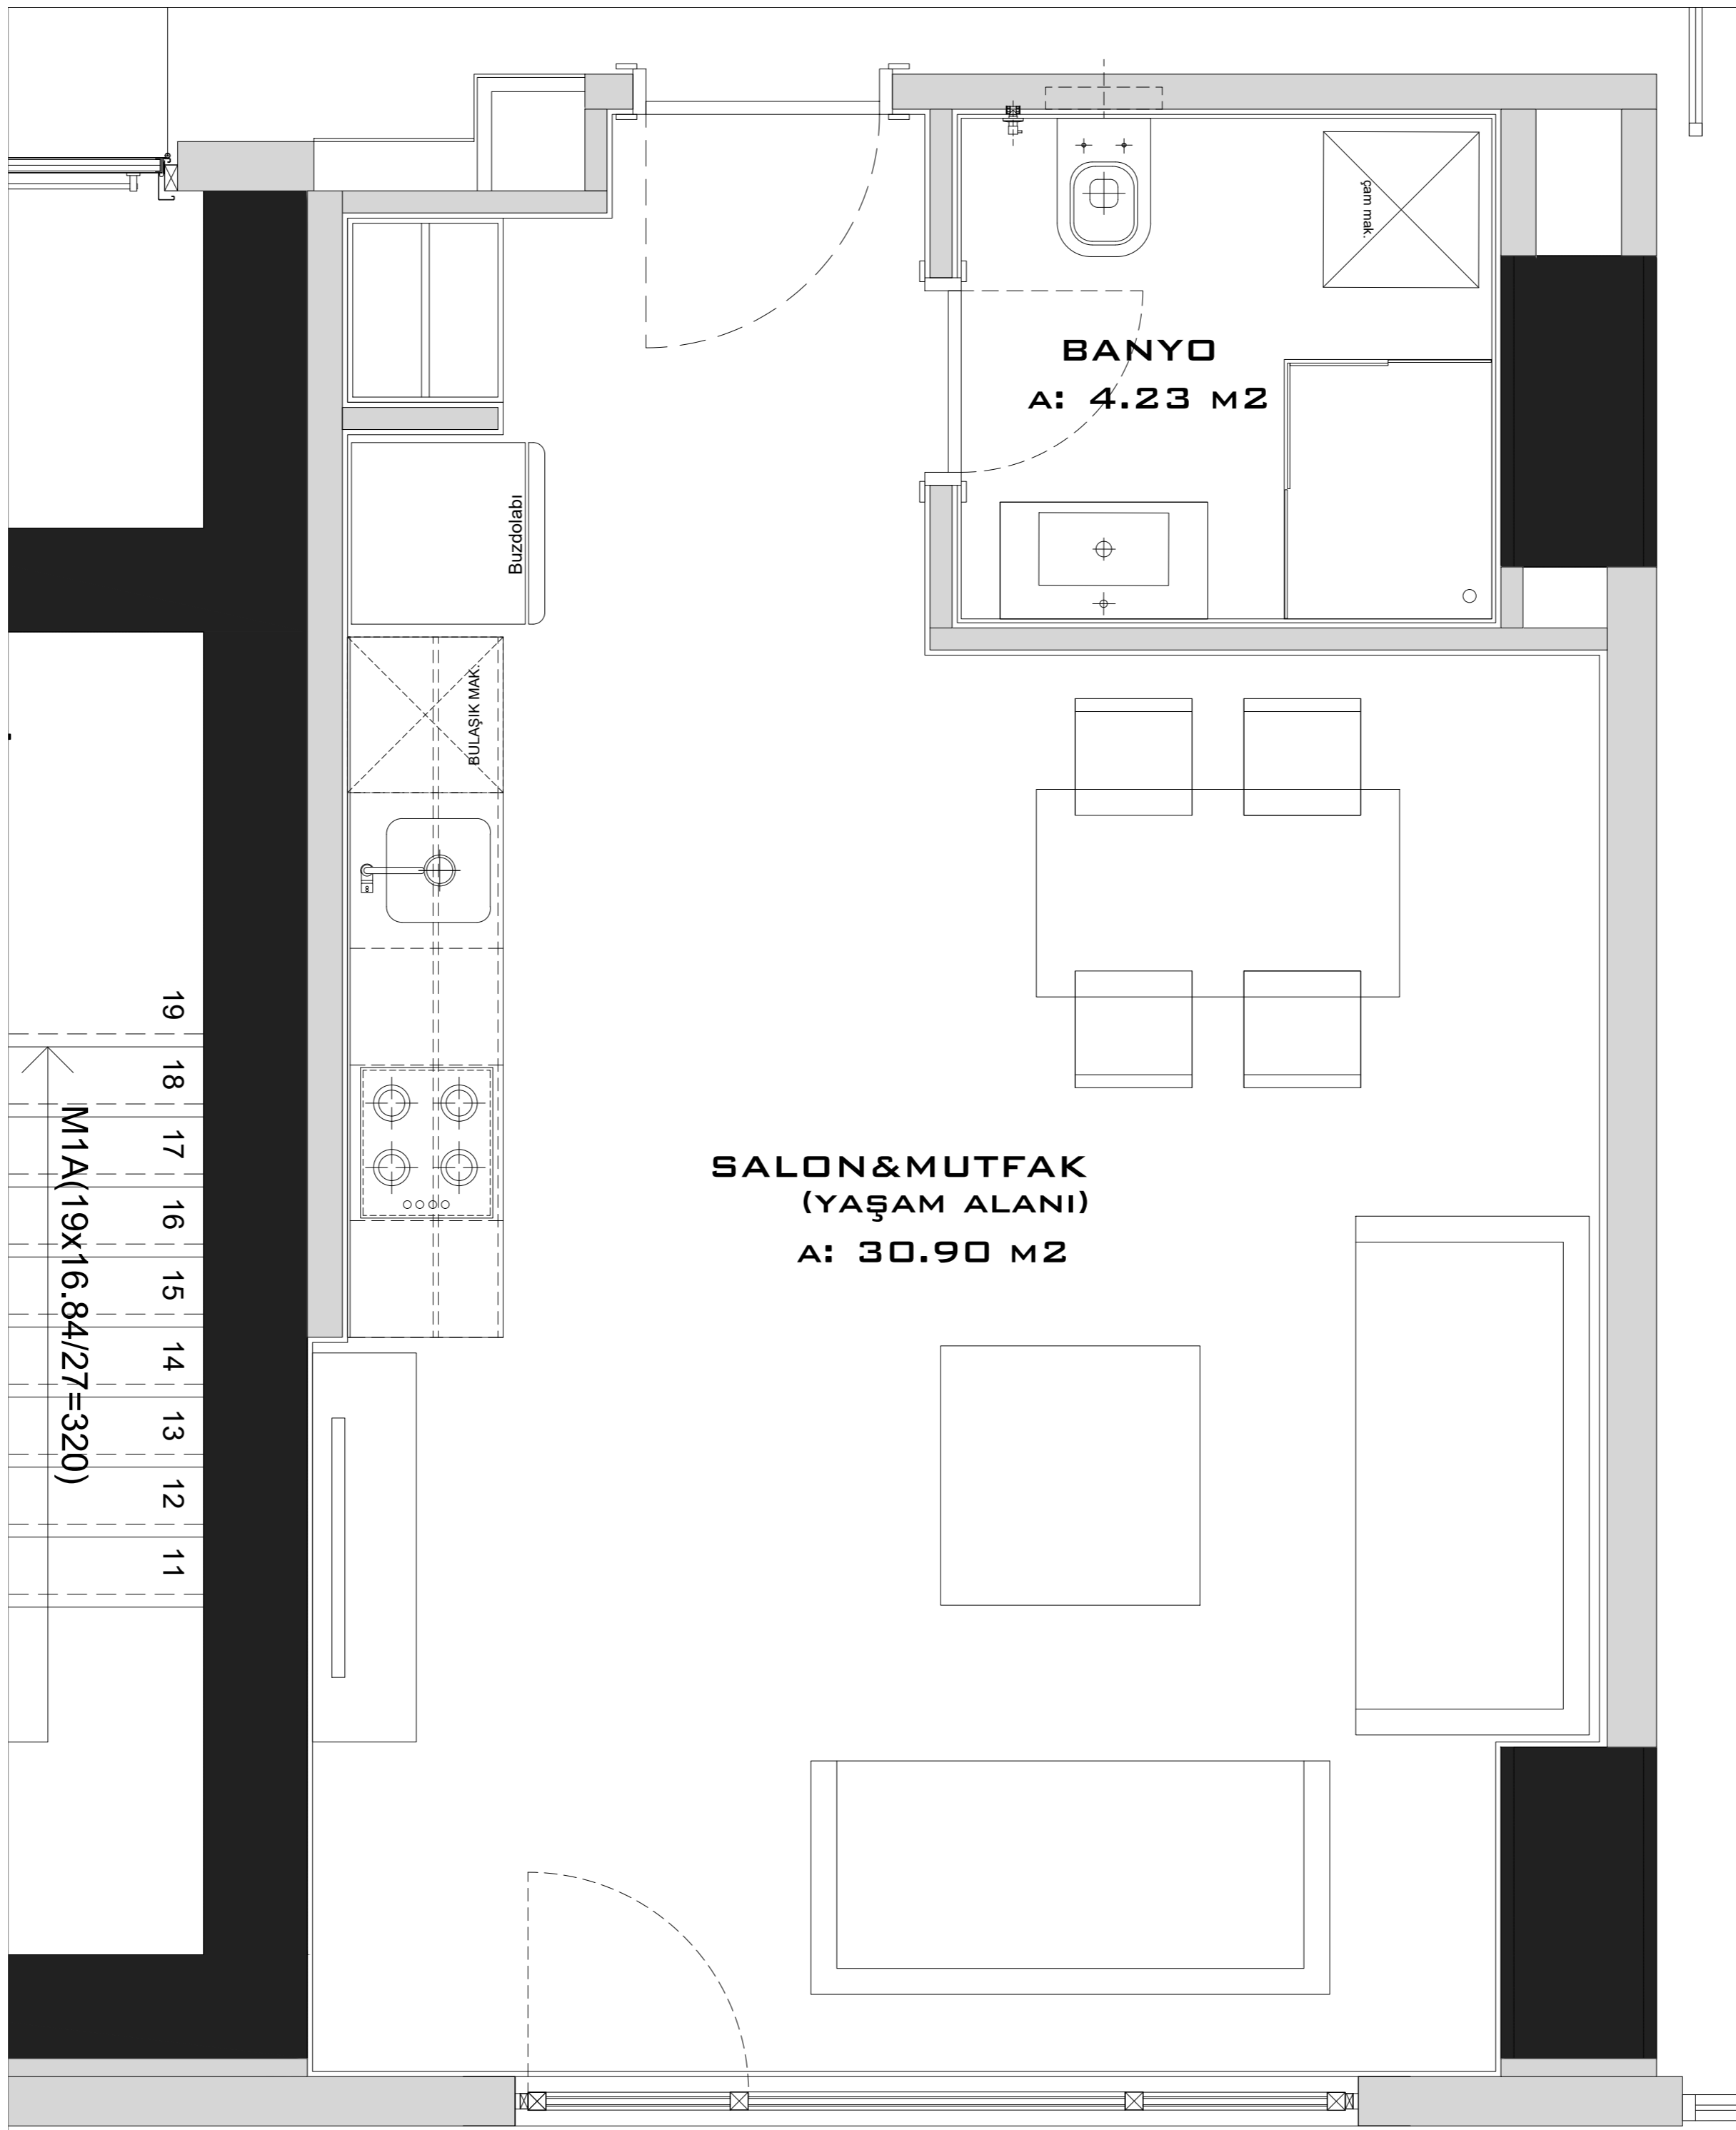 çam mak.
BANYO
A: 4.23 M2
Buzdolabı
BULAŞIK MAK.
19
18
17
16
15
14
13
12
11
M1A(19x16.84/27=320)
SALON&MUTFAK
(YAŞAM ALANI)
A: 30.90 M2